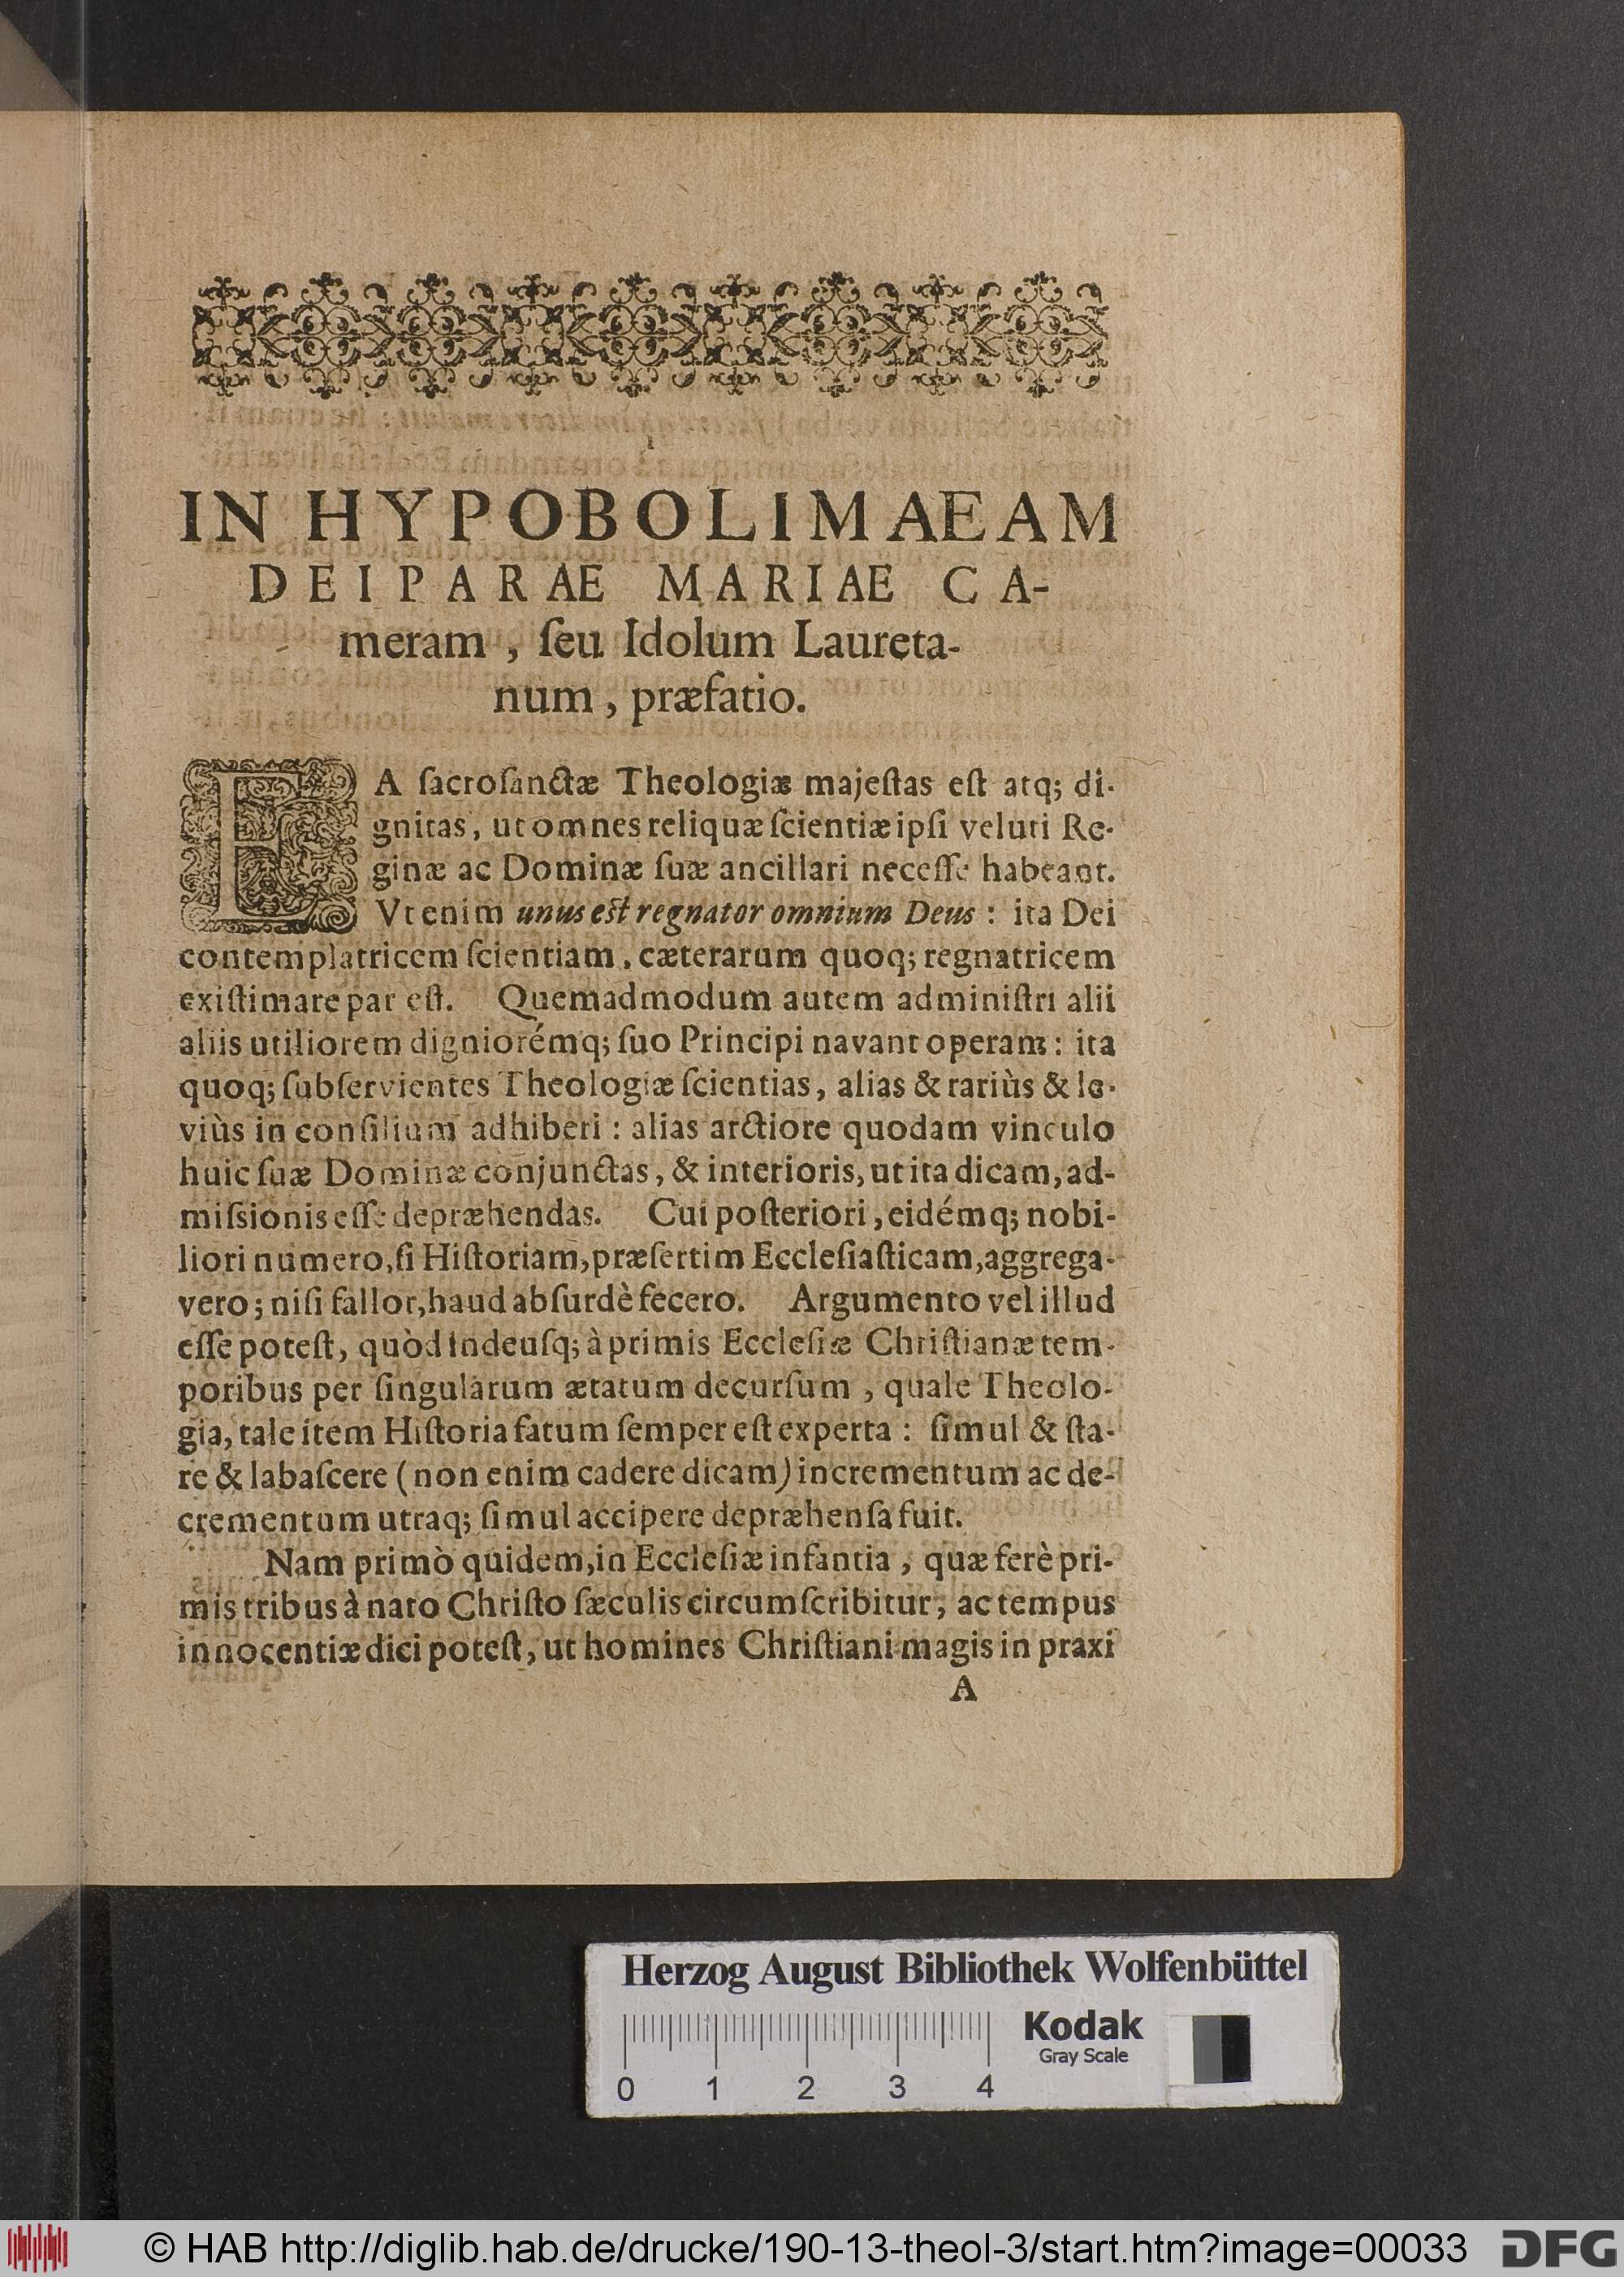 IN HYPOBOLIMAEAM
DEIPARAE MARIAE CA-
meram, ſeu Idolum Laureta-
num, præfatio.
EA ſacroſanctæ Theologiæ majeſtas eſt atq; di-
gnitas, ut omnes reliquæ ſcientiæ ipſi veluti Re-
ginæ ac Dominæ ſuæ ancillari neceſſe habeant.
Vt enim unus eſt regnator omnium Deus: ita Dei
contemplatricem ſcientiam, cæterarum quoq; regnatricem
exiſtimare par eſt. Quemadmodum autem adminiſtri alii
aliis utiliorem digniorémq; ſuo Principi navant operam: ita
quoq; ſubſervientes Theologiæ ſcientias, alias & rariùs & le-
viùs in conſilium adhiberi: alias arctiore quodam vinculo
huic ſuæ Dominæ conjunctas, & interioris, ut ita dicam, ad-
miſsionis eſſe depræhendas. Cui poſteriori, eidémq; nobi-
liori numero, ſi Hiſtoriam, præſertim Eccleſiaſticam, aggrega-
vero; niſi fallor, haud abſurdè fecero. Argumento vel illud
eſſe poteſt, quòd indeuſq; à primis Eccleſiæ Chriſtianæ tem-
poribus per ſingularum ætatum decurſum, quale Theolo-
gia, tale item Hiſtoria fatum ſemper eſt experta: ſimul & ſta-
re & labaſcere (non enim cadere dicam) incrementum ac de-
crementum utraq; ſimul accipere depræhenſa fuit.
Nam primò quidem, in Eccleſiæ infantia, quæ ferè pri-
mis tribus à nato Chriſto ſæculis circumſcribitur, ac tempus
innocentiæ dici poteſt, ut homines Chriſtiani magis in praxi
A
Herzog August Bibliothek Wolfenbüttel
Kodak
Gray Scale
0 1 2 3 4
© HAB http://diglib.hab.de/drucke/190-13-theol-3/start.htm?image=00033
DFG